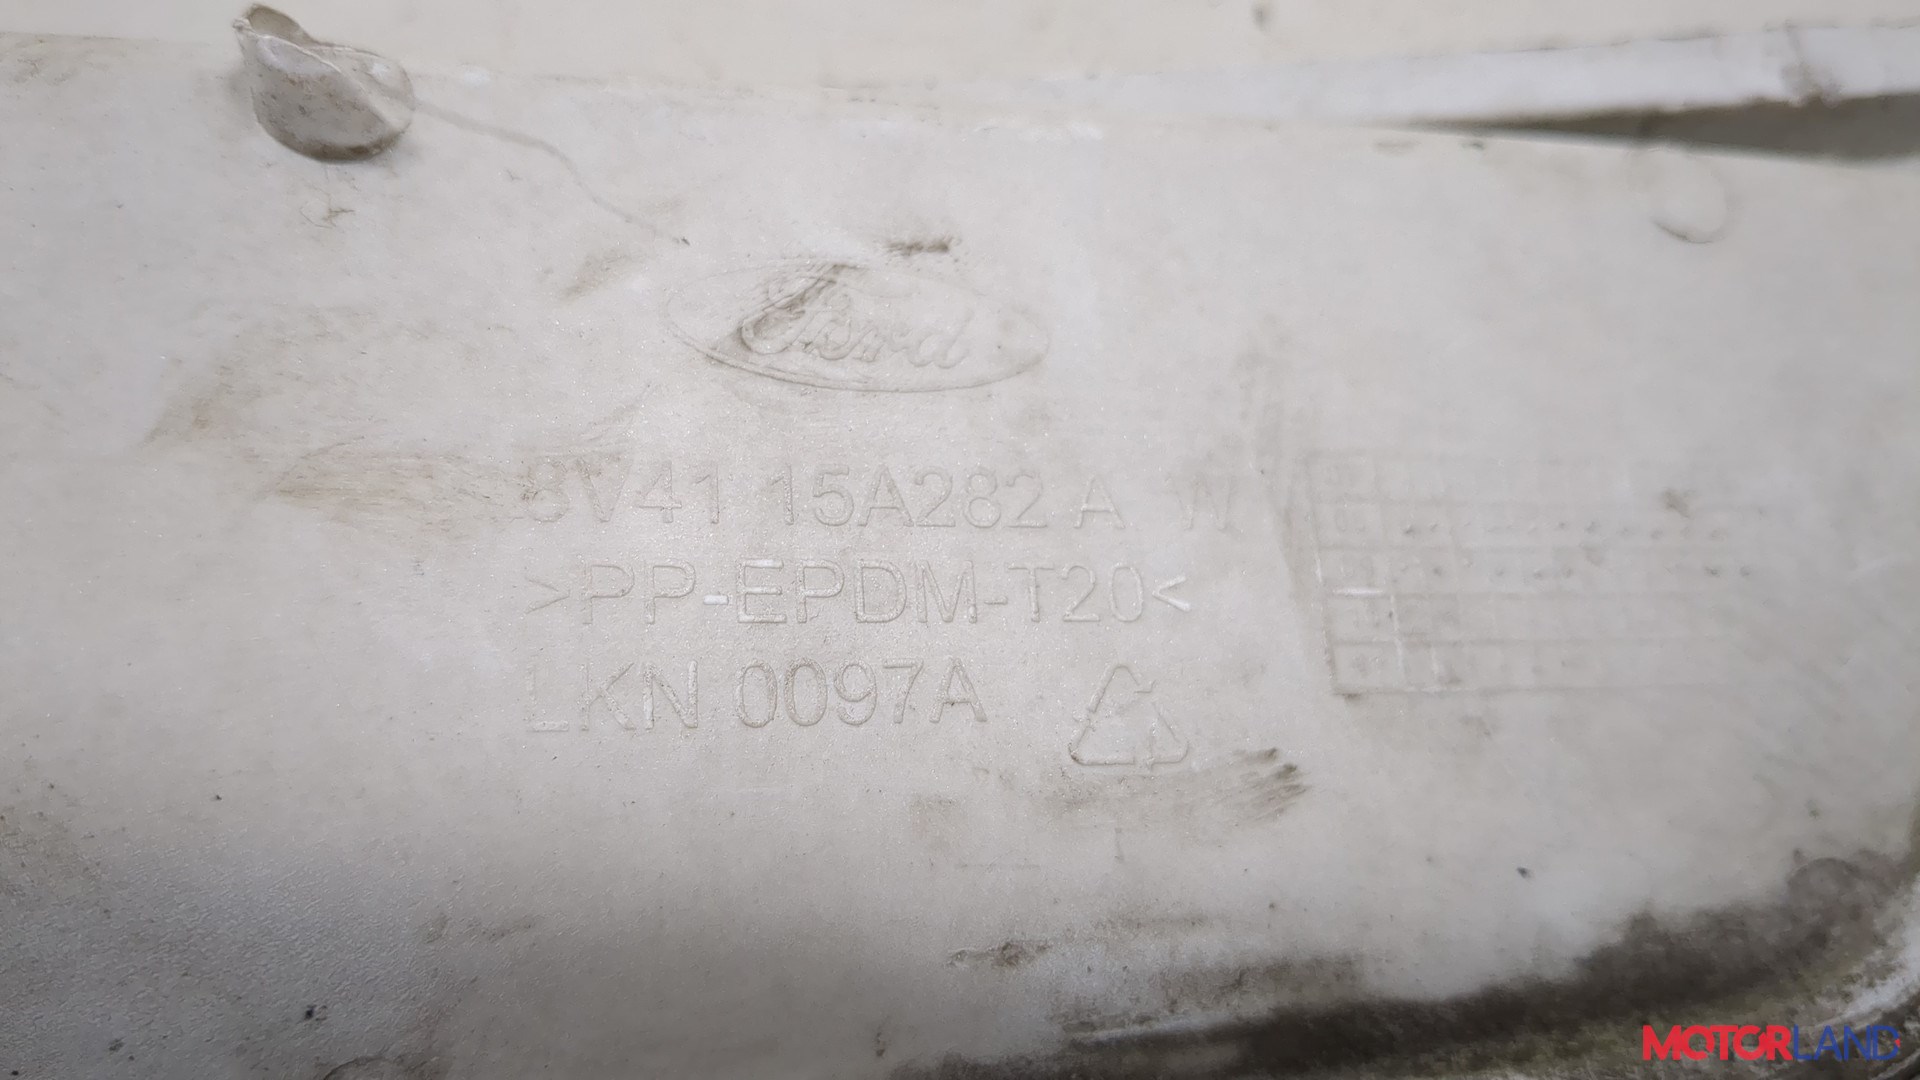 Ford
8V41 15A282 A W
>PP-EPDM-T20<
LKN 0097A
MOTORLAND